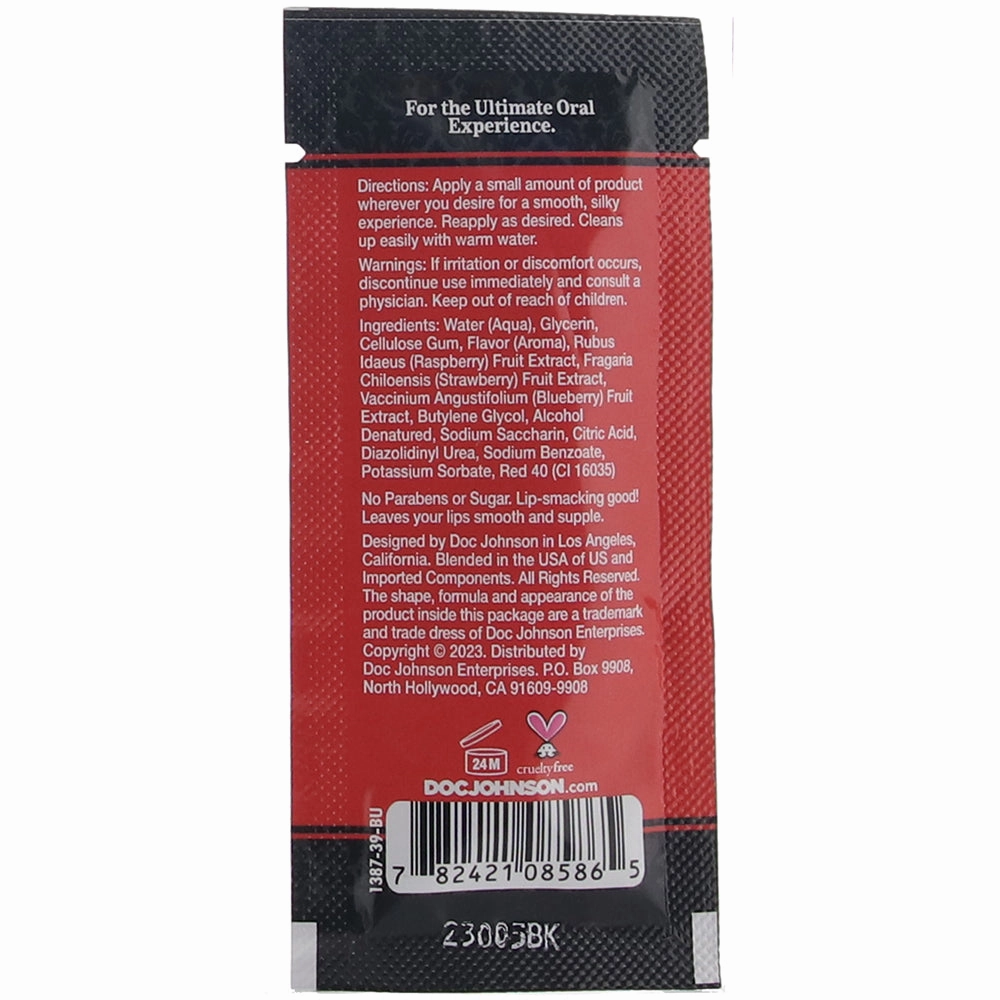 For the Ultimate Oral
Experience.
Directions: Apply a small amount of product
wherever you desire for a smooth, silky
experience. Reapply as desired. Cleans
up easily with warm water.
Warnings: If irritation or discomfort occurs,
discontinue use immediately and consult a
physician. Keep out of reach of children.
Ingredients: Water (Aqua), Glycerin,
Cellulose Gum, Flavor (Aroma), Rubus
Idaeus (Raspberry) Fruit Extract, Fragaria
Chiloensis (Strawberry) Fruit Extract,
Vaccinium Angustifolium (Blueberry) Fruit
Extract, Butylene Glycol, Alcohol
Denatured, Sodium Saccharin, Citric Acid,
Diazolidinyl Urea, Sodium Benzoate,
Potassium Sorbate, Red 40 (CI 16035)
No Parabens or Sugar. Lip-smacking good!
Leaves your lips smooth and supple.
Designed by Doc Johnson in Los Angeles,
California. Blended in the USA of US and
Imported Components. All Rights Reserved.
The shape, formula and appearance of the
product inside this package are a trademark
and trade dress of Doc Johnson Enterprises.
Copyright © 2023. Distributed by
Doc Johnson Enterprises. P.O. Box 9908,
North Hollywood, CA 91609-9908
24M
crueltyfree
DOCJOHNSON.com
1387-39-BU
7 82421 08586 5
23005BK